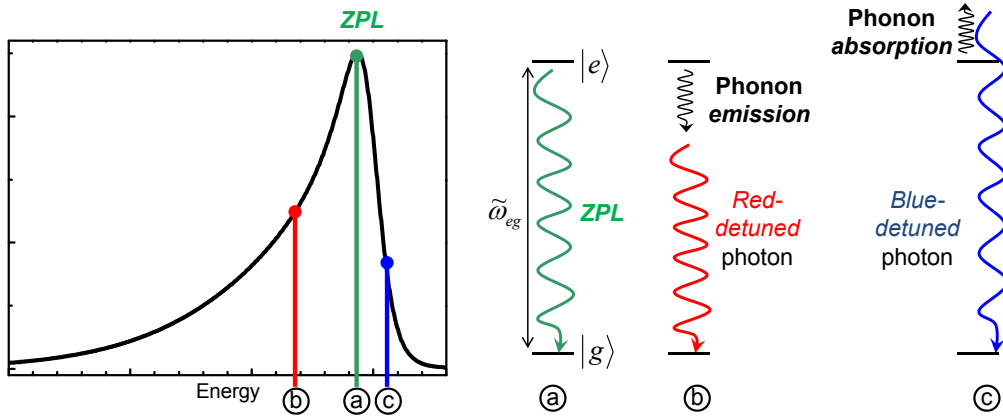 ZPL
Energy
ⓑ
ⓐ
ⓒ
|e⟩
ω̃eg
ZPL
|g⟩
ⓐ
Phonon
emission
Red-
detuned
photon
ⓑ
Phonon
absorption
Blue-
detuned
photon
ⓒ